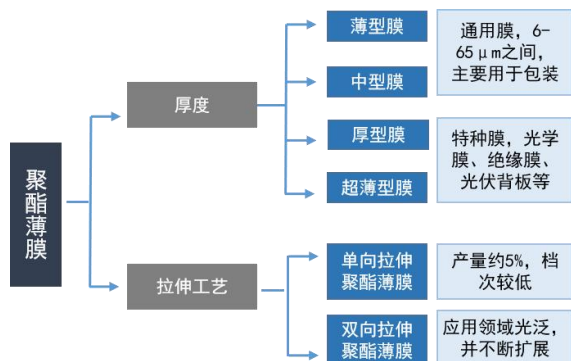 聚酯薄膜
厚度
薄型膜
中型膜
厚型膜
超薄型膜
通用膜，6-
65μm之间，
主要用于包装
特种膜，光学
膜、绝缘膜、
光伏背板等
拉伸工艺
单向拉伸
聚酯薄膜
产量约5%，档
次较低
双向拉伸
聚酯薄膜
应用领域光泛，
并不断扩展